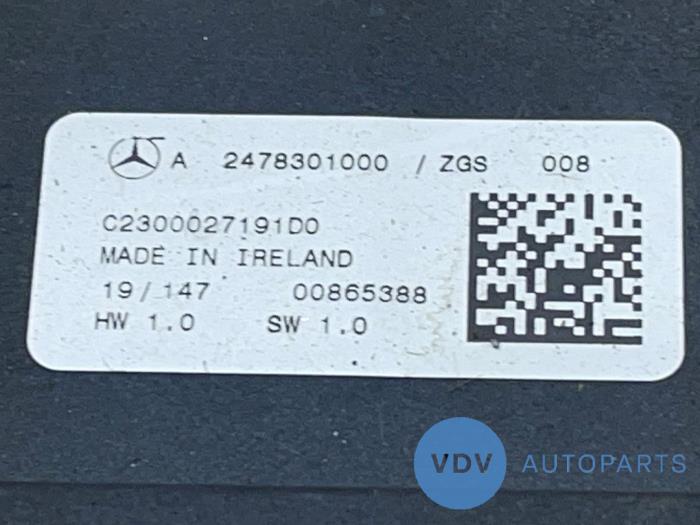 A 2478301000 / ZGS 008
C2300027191D0
MADE IN IRELAND
19/ 147 00865388
HW 1.0 SW 1.0
VDV AUTOPARTS